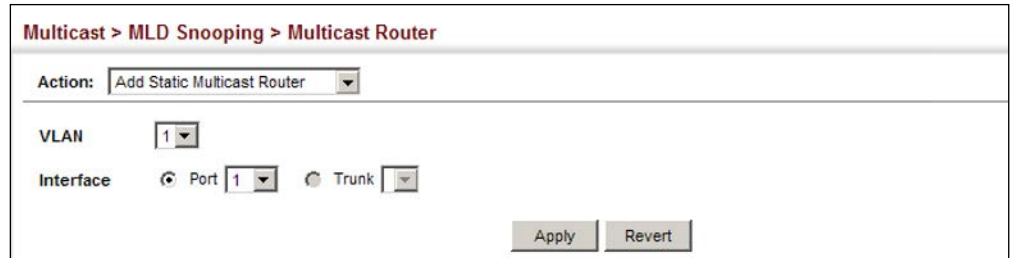 Multicast > MLD Snooping > Multicast Router
Action: Add Static Multicast Router
VLAN 1
Interface Port 1 Trunk
Apply Revert